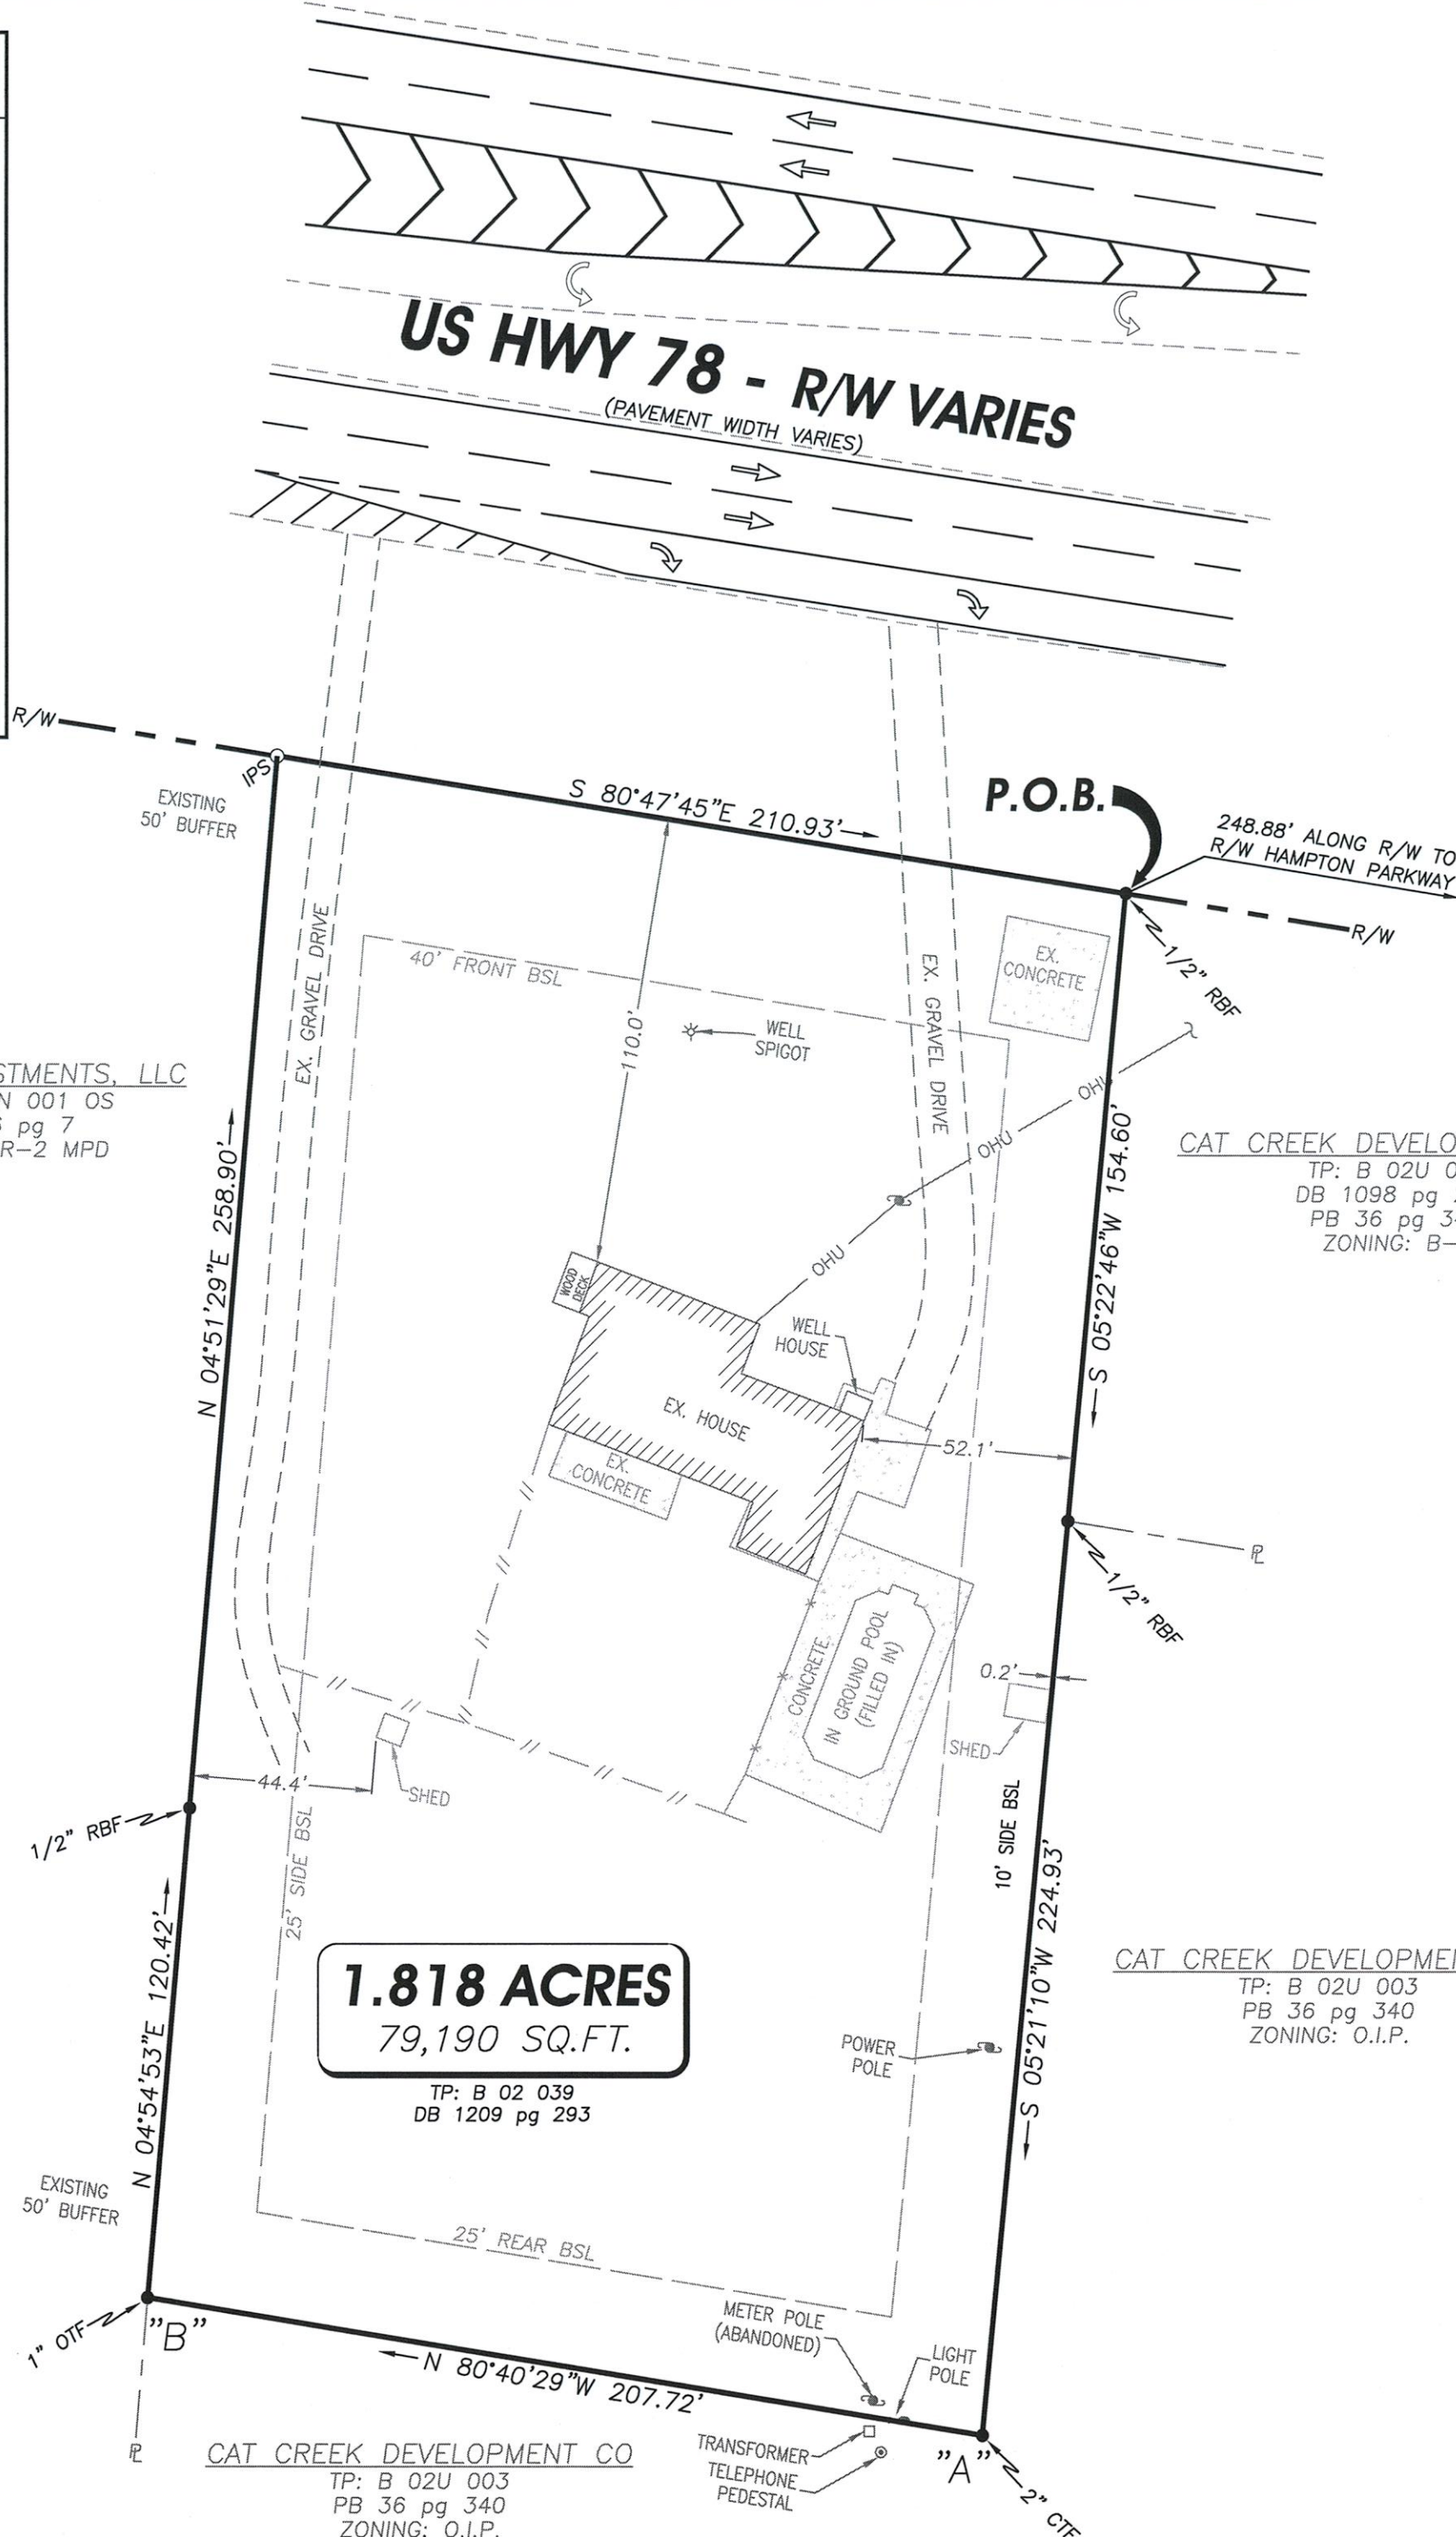 US HWY 78 - R/W VARIES
(PAVEMENT WIDTH VARIES)
R/W
IPS
EXISTING
50' BUFFER
S 80°47'45"E 210.93'
P.O.B.
248.88' ALONG R/W TO
R/W HAMPTON PARKWAY
R/W
1/2" RBF
EX.
CONCRETE
40' FRONT BSL
EX. GRAVEL DRIVE
110.0'
WELL
SPIGOT
EX. GRAVEL DRIVE
OHU
OHU
OHU
STMENTS, LLC
N 001 OS
pg 7
R-2 MPD
N 04°51'29"E 258.90'
S 05°22'46"W 154.60'
CAT CREEK DEVELO
TP: B 02U 0
DB 1098 pg
PB 36 pg 3
ZONING: B-
WOOD
DECK
WELL
HOUSE
EX. HOUSE
52.1'
EX.
CONCRETE
PL
1/2" RBF
CONCRETE
IN GROUND POOL
(FILLED IN)
0.2'
SHED
44.4'
SHED
1/2" RBF
25' SIDE BSL
10' SIDE BSL
S 05°21'10"W 224.93'
N 04°54'53"E 120.42'
1.818 ACRES
79,190 SQ.FT.
TP: B 02 039
DB 1209 pg 293
CAT CREEK DEVELOPME
TP: B 02U 003
PB 36 pg 340
ZONING: O.I.P.
POWER
POLE
EXISTING
50' BUFFER
25' REAR BSL
METER POLE
(ABANDONED)
LIGHT
POLE
1" OTF
"B"
N 80°40'29"W 207.72'
TRANSFORMER
TELEPHONE
PEDESTAL
"A"
2" CTF
PL
CAT CREEK DEVELOPMENT CO
TP: B 02U 003
PB 36 pg 340
ZONING: O.I.P.